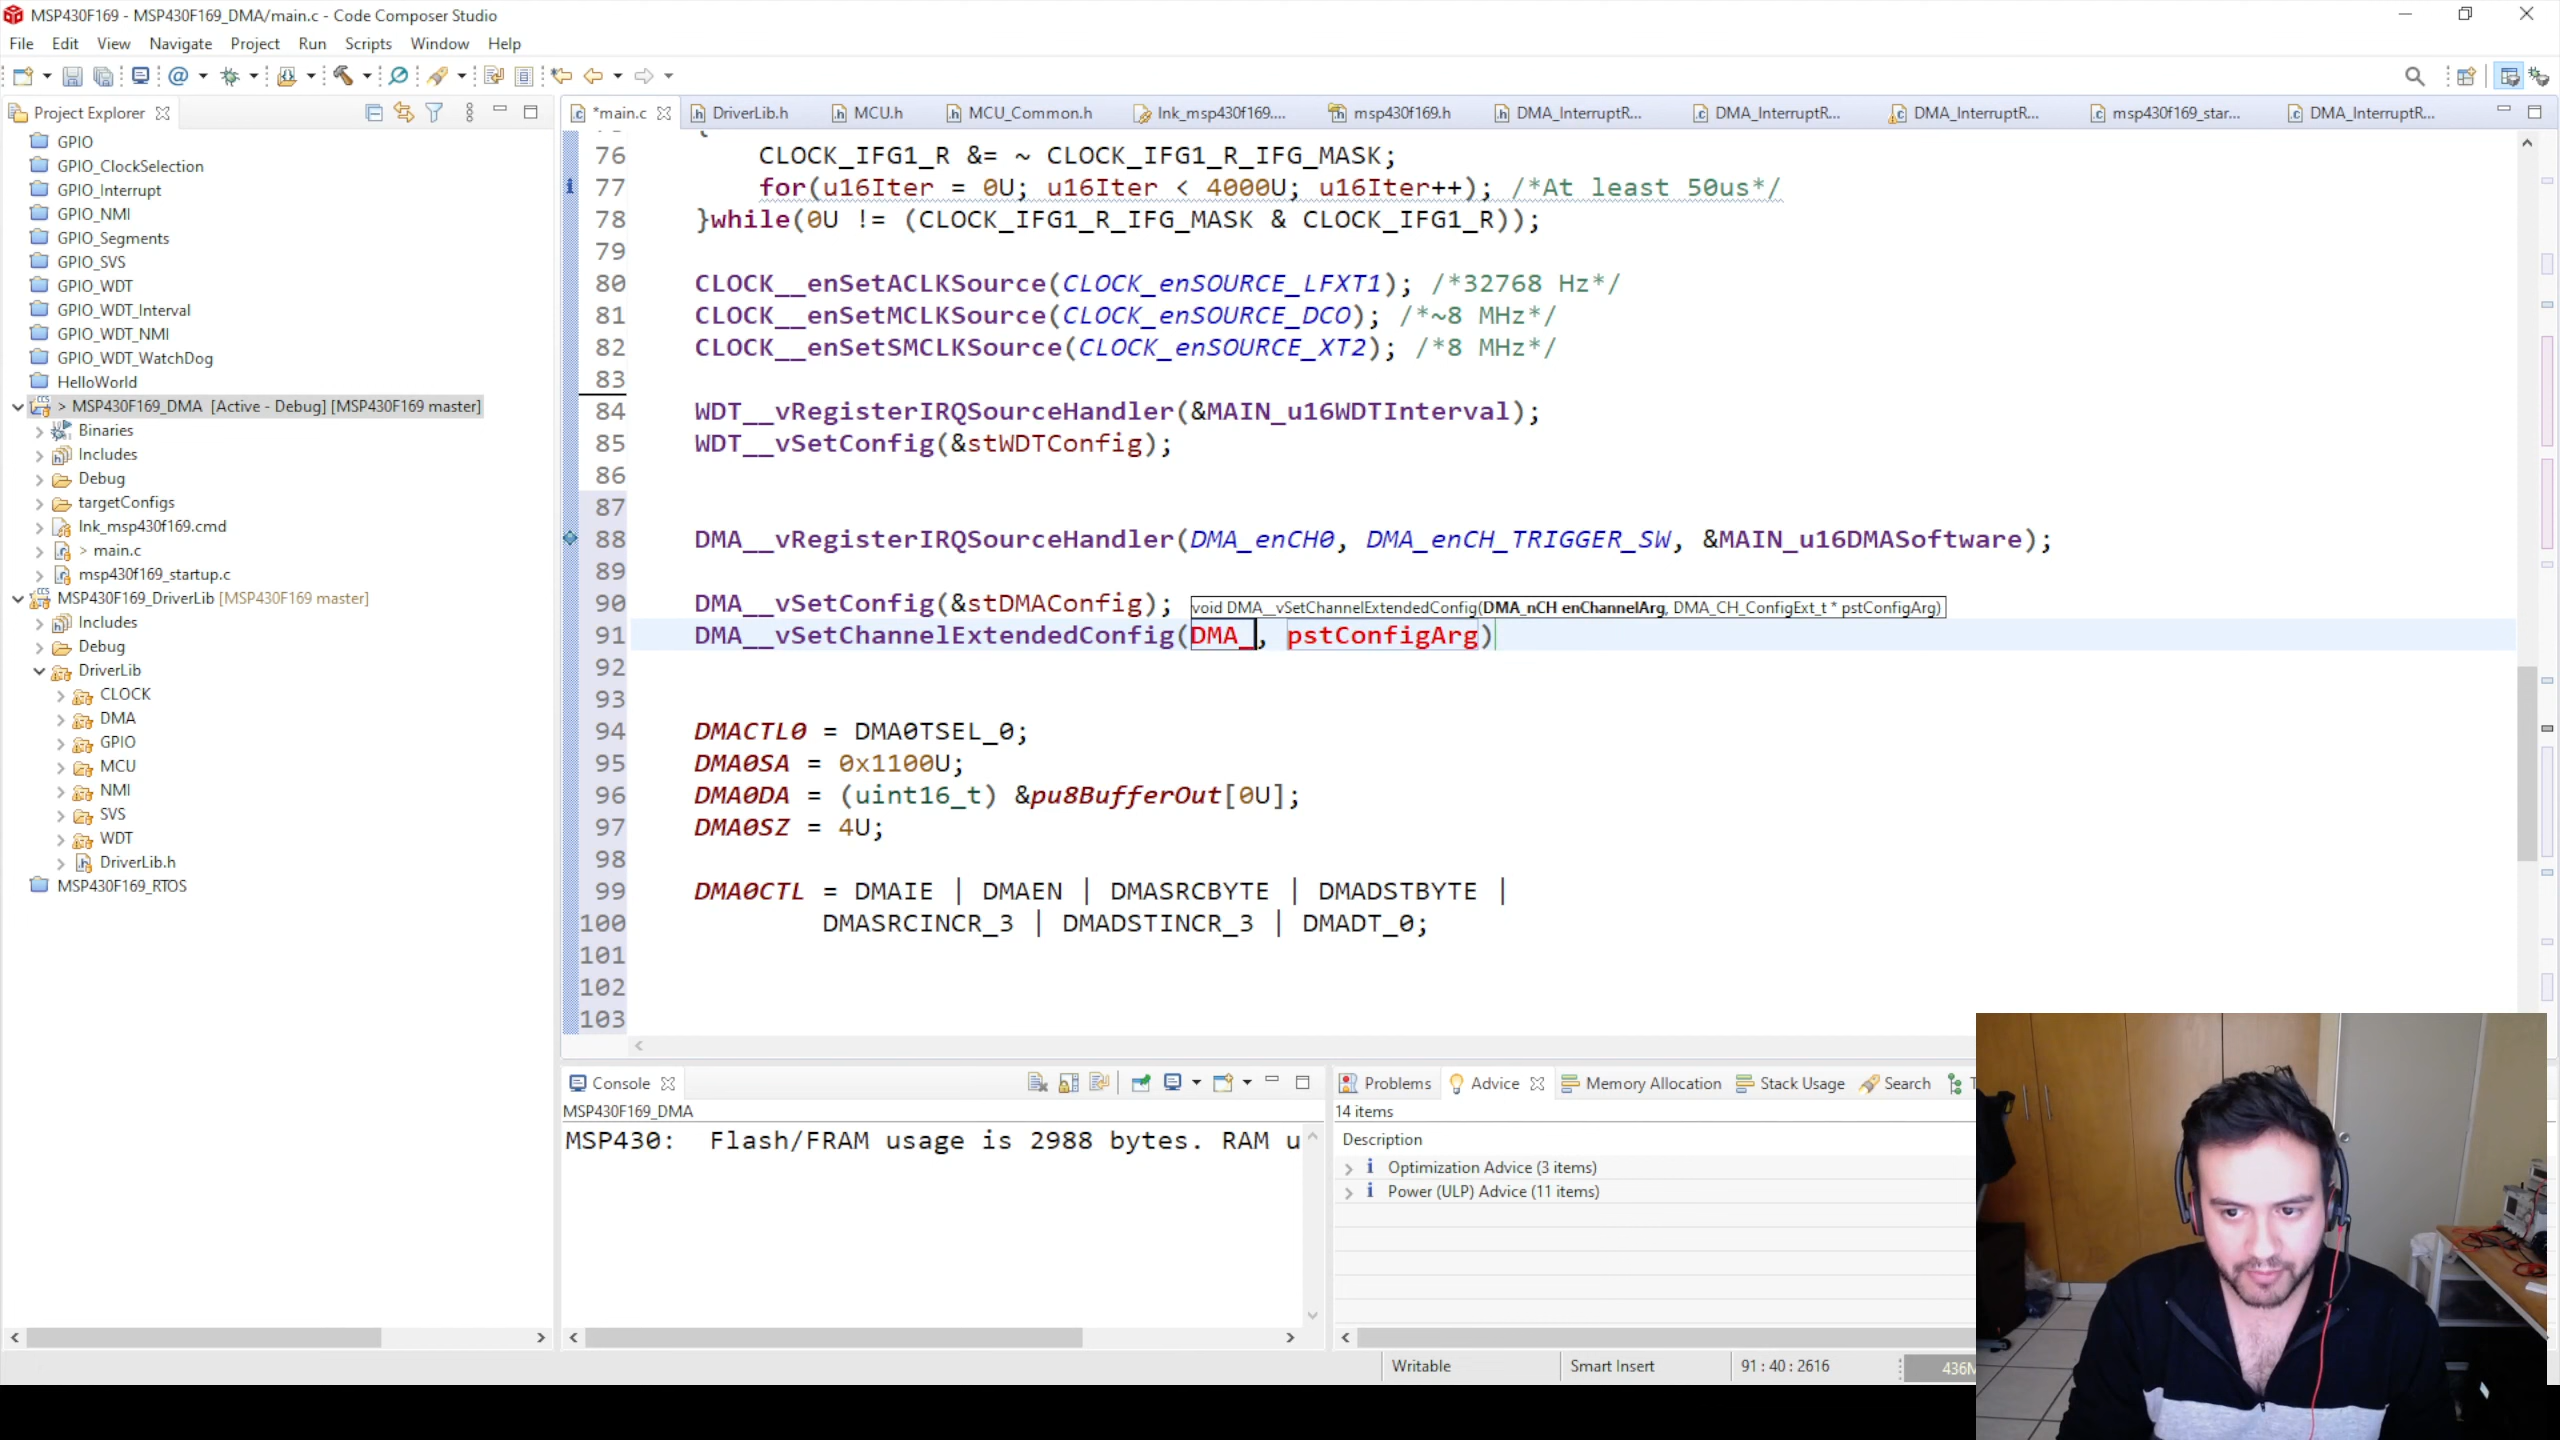 MSP430F169 - MSP430F169_DMA/main.c - Code Composer Studio
File Edit View Navigate Project Run Scripts Window Help
Project Explorer
GPIO
GPIO_ClockSelection
GPIO_Interrupt
GPIO_NMI
GPIO_Segments
GPIO_SVS
GPIO_WDT
GPIO_WDT_Interval
GPIO_WDT_NMI
GPIO_WDT_WatchDog
HelloWorld
> MSP430F169_DMA [Active - Debug] [MSP430F169 master]
Binaries
Includes
Debug
targetConfigs
lnk_msp430f169.cmd
> main.c
msp430f169_startup.c
MSP430F169_DriverLib [MSP430F169 master]
Includes
Debug
DriverLib
CLOCK
DMA
GPIO
MCU
NMI
SVS
WDT
DriverLib.h
MSP430F169_RTOS
*main.c DriverLib.h MCU.h MCU_Common.h lnk_msp430f169.... msp430f169.h DMA_InterruptR... DMA_InterruptR... DMA_InterruptR... msp430f169_star... DMA_InterruptR...
76 CLOCK_IFG1_R &= ~ CLOCK_IFG1_R_IFG_MASK;
77 for(u16Iter = 0U; u16Iter < 4000U; u16Iter++); /*At least 50us*/
78 }while(0U != (CLOCK_IFG1_R_IFG_MASK & CLOCK_IFG1_R));
79
80 CLOCK__enSetACLKSource(CLOCK_enSOURCE_LFXT1); /*32768 Hz*/
81 CLOCK__enSetMCLKSource(CLOCK_enSOURCE_DCO); /*~8 MHz*/
82 CLOCK__enSetSMCLKSource(CLOCK_enSOURCE_XT2); /*8 MHz*/
83
84 WDT__vRegisterIRQSourceHandler(&MAIN_u16WDTInterval);
85 WDT__vSetConfig(&stWDTConfig);
86
87
88 DMA__vRegisterIRQSourceHandler(DMA_enCH0, DMA_enCH_TRIGGER_SW, &MAIN_u16DMASoftware);
89
90 DMA__vSetConfig(&stDMAConfig);
void DMA__vSetChannelExtendedConfig(DMA_nCH enChannelArg, DMA_CH_ConfigExt_t * pstConfigArg)
91 DMA__vSetChannelExtendedConfig(DMA_, pstConfigArg)
92
93
94 DMACTL0 = DMA0TSEL_0;
95 DMA0SA = 0x1100U;
96 DMA0DA = (uint16_t) &pu8BufferOut[0U];
97 DMA0SZ = 4U;
98
99 DMA0CTL = DMAIE | DMAEN | DMASRCBYTE | DMADSTBYTE |
100 DMASRCINCR_3 | DMADSTINCR_3 | DMADT_0;
101
102
103
Console
MSP430F169_DMA
MSP430: Flash/FRAM usage is 2988 bytes. RAM u
Problems Advice Memory Allocation Stack Usage Search
14 items
Description
Optimization Advice (3 items)
Power (ULP) Advice (11 items)
Writable Smart Insert 91 : 40 : 2616 436M